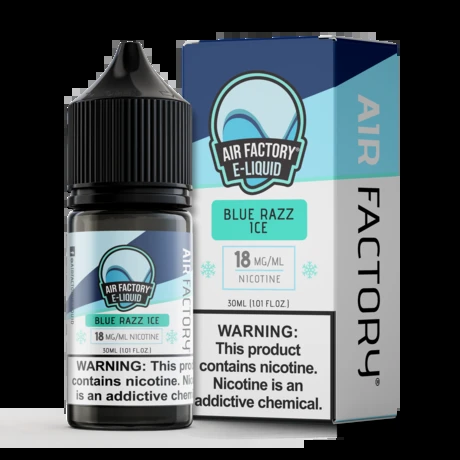 AIR FACTORY®
E-LIQUID
BLUE RAZZ
ICE
18 MG/ML
NICOTINE
30ML (1.01 FL.OZ.)
WARNING:
This product
contains nicotine.
Nicotine is an
addictive chemical.
AIR FACTORY®
AIR FACTORY
E-LIQUID
BLUE RAZZ ICE
18 MG/ML NICOTINE
30ML (1.01 FL.OZ.)
WARNING: This produ
contains nicotine. N
is an addictive chem
AIR FACTORY